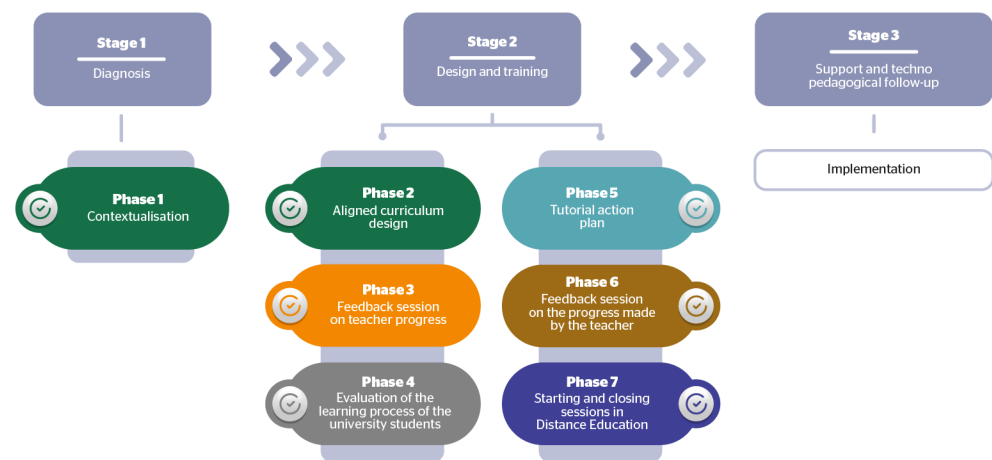 Stage 1
Diagnosis
Stage 2
Design and training
Stage 3
Support and techno
pedagogical follow-up
Phase 1
Contextualisation
Phase 2
Aligned curriculum
design
Phase 5
Tutorial action
plan
Implementation
Phase 3
Feedback session
on teacher progress
Phase 6
Feedback session
on the progress made
by the teacher
Phase 4
Evaluation of the
learning process of the
university students
Phase 7
Starting and closing
sessions in
Distance Education